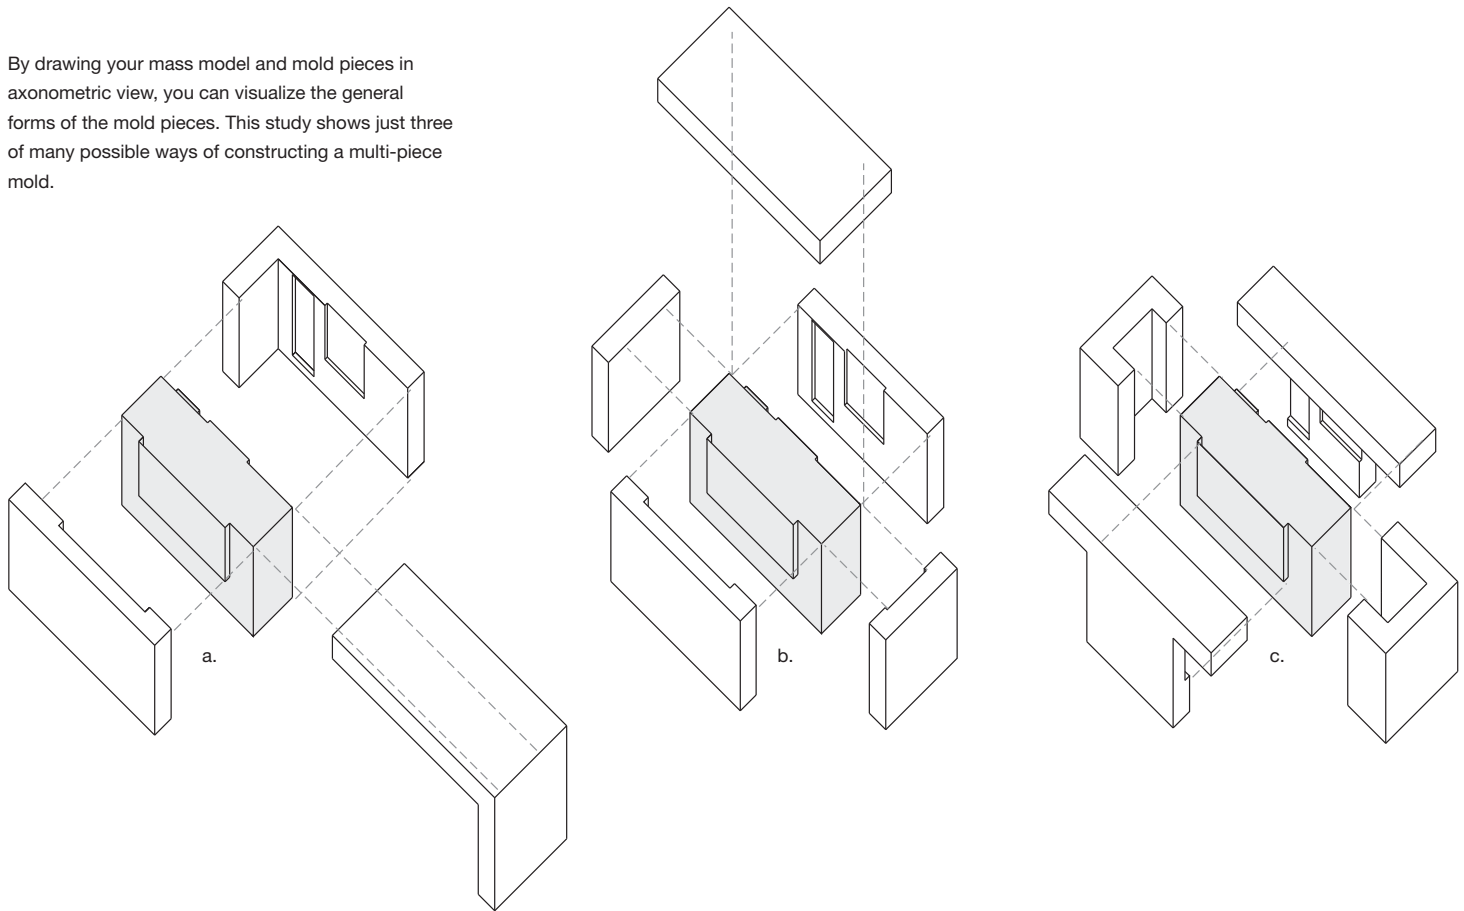 By drawing your mass model and mold pieces in
axonometric view, you can visualize the general
forms of the mold pieces. This study shows just three
of many possible ways of constructing a multi-piece
mold.
a.
b.
c.